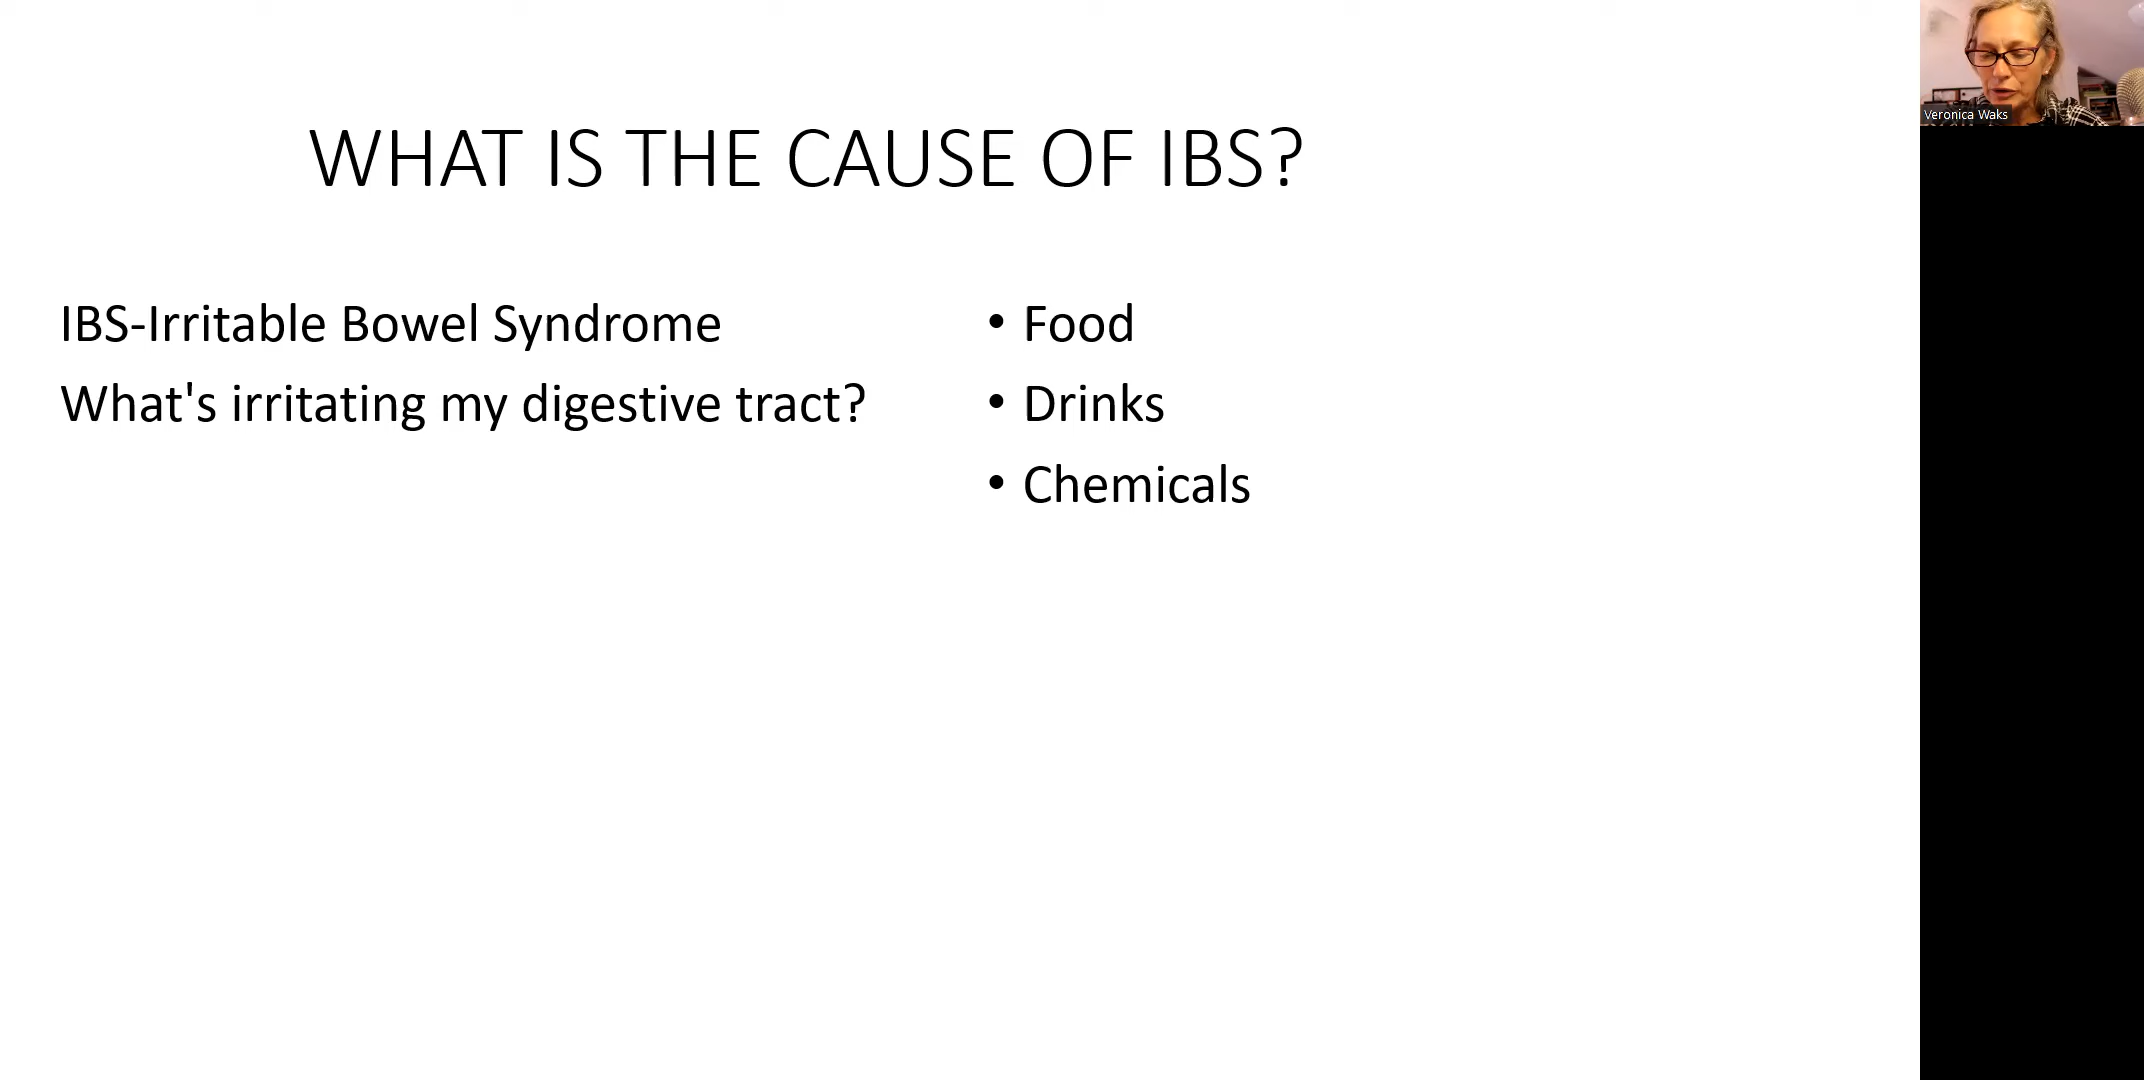 WHAT IS THE CAUSE OF IBS?
IBS-Irritable Bowel Syndrome
What's irritating my digestive tract?
• Food
• Drinks
• Chemicals
Veronica Waks